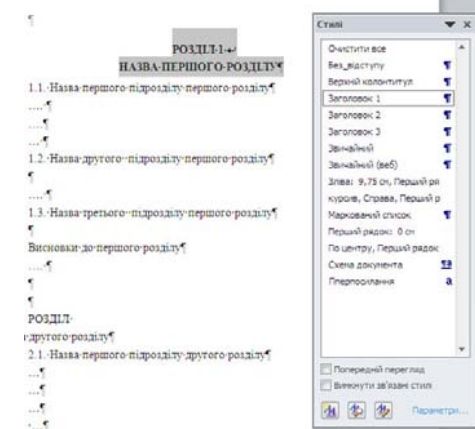 ¶
РОЗДІЛ·1·↵
НАЗВА·ПЕРШОГО·РОЗДІЛУ¶
1.1.·Назва·першого·підрозділу·першого·розділу¶
….¶
…¶
…¶
1.2.·Назва·другого··підрозділу·першого·розділу¶
¶
….¶
1.3.·Назва·третього··підрозділу·першого·розділу¶
¶
Висновки·до·першого·розділу¶
….¶
¶
¶
РОЗДІЛ·
другого·розділу¶
2.1.·Назва·першого·підрозділу·другого·розділу¶
…¶
…¶
…¶
…¶
Стилі
Очистити все
Без_відступу ¶
Верхній колонтитул ¶
Заголовок 1 ¶
Заголовок 2 ¶
Заголовок 3 ¶
Звичайний ¶
Звичайний (веб) ¶
Зліва: 9,75 см, Перший ря
курсив, Справа, Перший р
Маркований список ¶
Перший рядок: 0 см
По центру, Перший рядок
Схема документа ¶a
Гіперпосилання a
Попередній перегляд
Вимкнути зв'язані стилі
Параметри...